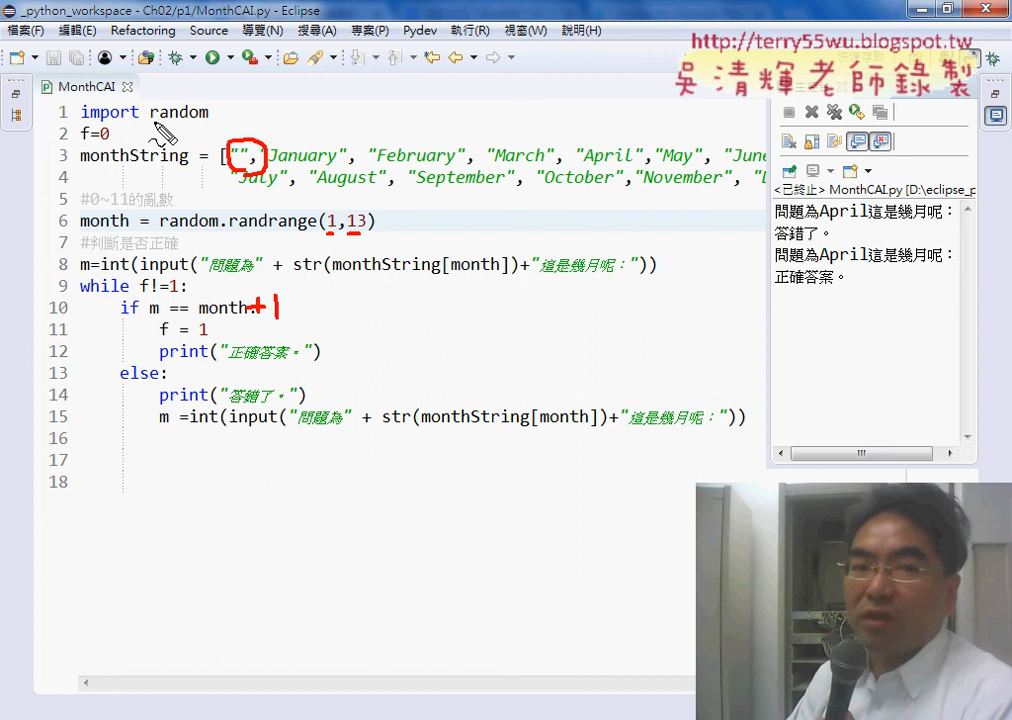 _python_workspace - Ch02/p1/MonthCAI.py - Eclipse
檔案(F) 編輯(E) Refactoring Source 導覽(N) 搜尋(A) 專案(P) Pydev 執行(R) 視窗(W) 說明(H)
http://terry55wu.blogspot.tw
吳清輝老師錄製
MonthCAI
1 import random
2 f=0
3 monthString = ["","January", "February", "March", "April","May", "June
4 "July", "August", "September", "October","November", "D
5 #0~11的亂數
6 month = random.randrange(1,13)
7 #判斷是否正確
8 m=int(input("問題為" + str(monthString[month])+"這是幾月呢："))
9 while f!=1:
10 if m == month: +1
11 f = 1
12 print("正確答案。")
13 else:
14 print("答錯了。")
15 m =int(input("問題為" + str(monthString[month])+"這是幾月呢："))
16
17
18
<已終止> MonthCAI.py [D:\eclipse_p
問題為April這是幾月呢：
答錯了。
問題為April這是幾月呢：
正確答案。